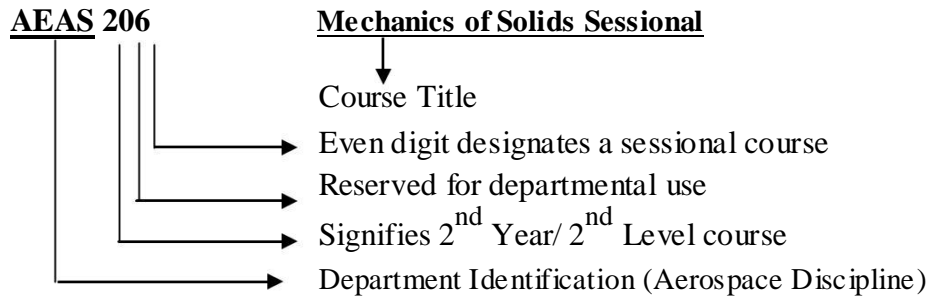 AEAS 206 Mechanics of Solids Sessional
Course Title
Even digit designates a sessional course
Reserved for departmental use
Signifies 2nd Year/ 2nd Level course
Department Identification (Aerospace Discipline)